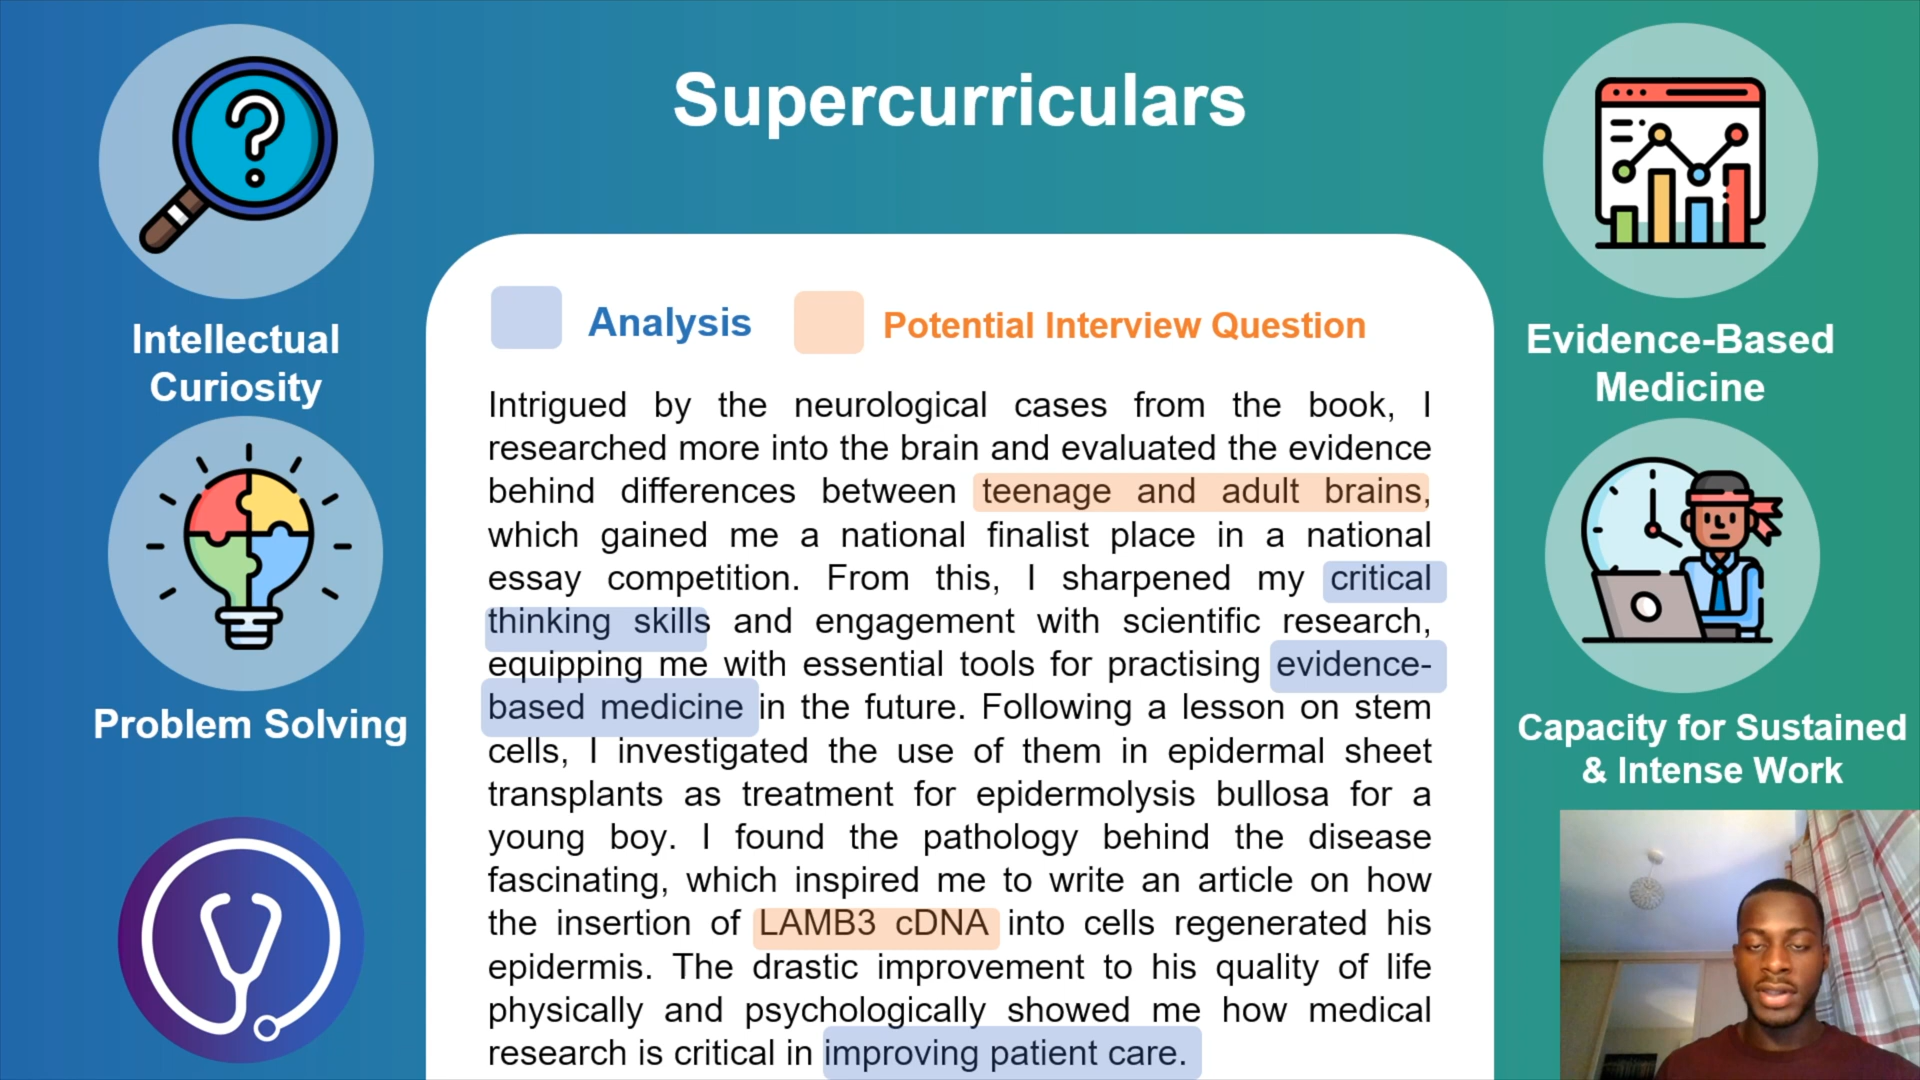 Supercurriculars
Intellectual
Curiosity
Problem Solving
Analysis
Potential Interview Question
Intrigued by the neurological cases from the book, I
researched more into the brain and evaluated the evidence
behind differences between teenage and adult brains,
which gained me a national finalist place in a national
essay competition. From this, I sharpened my critical
thinking skills and engagement with scientific research,
equipping me with essential tools for practising evidence-
based medicine in the future. Following a lesson on stem
cells, I investigated the use of them in epidermal sheet
transplants as treatment for epidermolysis bullosa for a
young boy. I found the pathology behind the disease
fascinating, which inspired me to write an article on how
the insertion of LAMB3 cDNA into cells regenerated his
epidermis. The drastic improvement to his quality of life
physically and psychologically showed me how medical
research is critical in improving patient care.
Evidence-Based
Medicine
Capacity for Sustained
& Intense Work